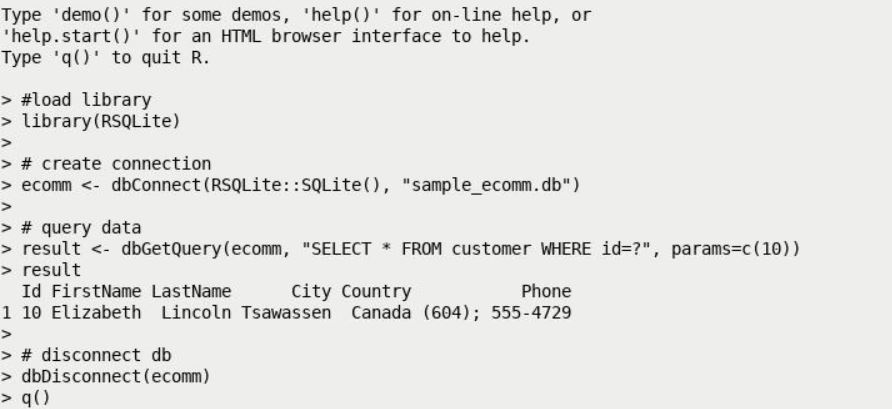 Type 'demo()' for some demos, 'help()' for on-line help, or
'help.start()' for an HTML browser interface to help.
Type 'q()' to quit R.

> #load library
> library(RSQLite)
>
> # create connection
> ecomm <- dbConnect(RSQLite::SQLite(), "sample_ecomm.db")
>
> # query data
> result <- dbGetQuery(ecomm, "SELECT * FROM customer WHERE id=?", params=c(10))
> result
  Id FirstName LastName      City Country           Phone
1 10 Elizabeth  Lincoln Tsawassen  Canada (604); 555-4729
>
> # disconnect db
> dbDisconnect(ecomm)
> q()